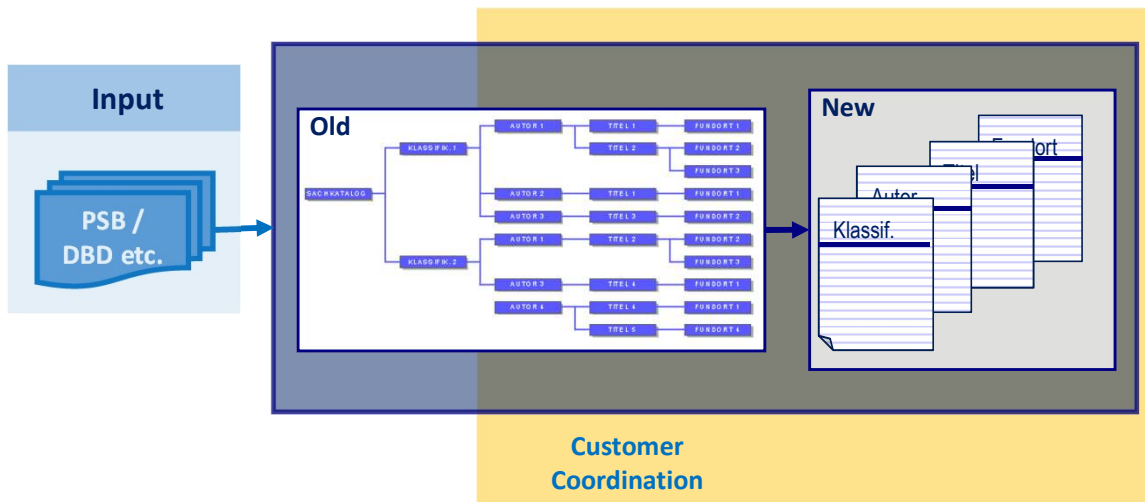 Input
PSB /
DBD etc.
Old
AUTOR 1 TITEL 1 FUNDORT 1
KLASSIFIK. 1 TITEL 2 FUNDORT 2
FUNDORT 3
SACHKATALOG AUTOR 2 TITEL 1 FUNDORT 1
AUTOR 3 TITEL 3 FUNDORT 2
AUTOR 1 TITEL 2 FUNDORT 2
KLASSIFIK. 2 FUNDORT 3
AUTOR 3 TITEL 4 FUNDORT 1
AUTOR 4 TITEL 4 FUNDORT 1
TITEL 5 FUNDORT 4
New
Fundort
Titel
Autor
Klassif.
Customer
Coordination